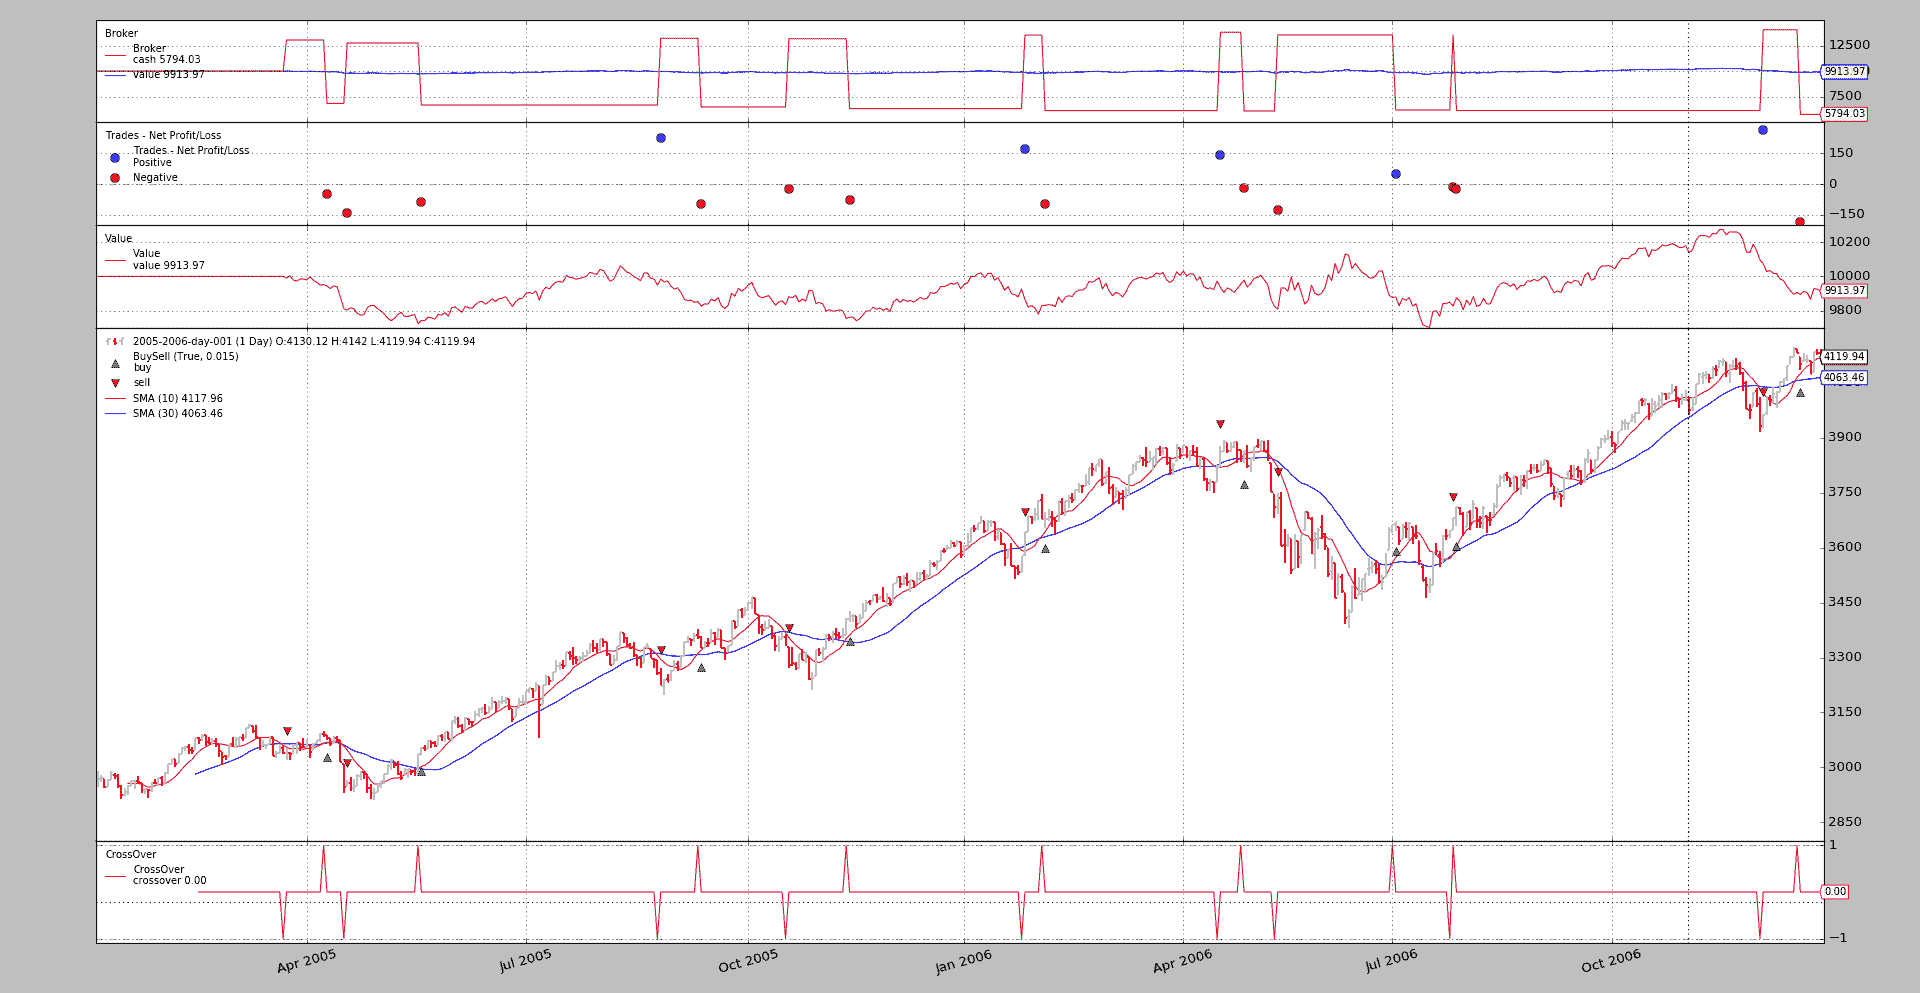 Broker
Broker
cash 5794.03
value 9913.97
12500
9913.97
7500
5794.03
Trades - Net Profit/Loss
Trades - Net Profit/Loss
Positive
Negative
150
0
−150
Value
Value
value 9913.97
10200
10000
9913.97
9800
2005-2006-day-001 (1 Day) O:4130.12 H:4142 L:4119.94 C:4119.94
BuySell (True, 0.015)
buy
sell
SMA (10) 4117.96
SMA (30) 4063.46
4119.94
4063.46
3900
3750
3600
3450
3300
3150
3000
2850
CrossOver
CrossOver
crossover 0.00
1
0.00
−1
Apr 2005
Jul 2005
Oct 2005
Jan 2006
Apr 2006
Jul 2006
Oct 2006